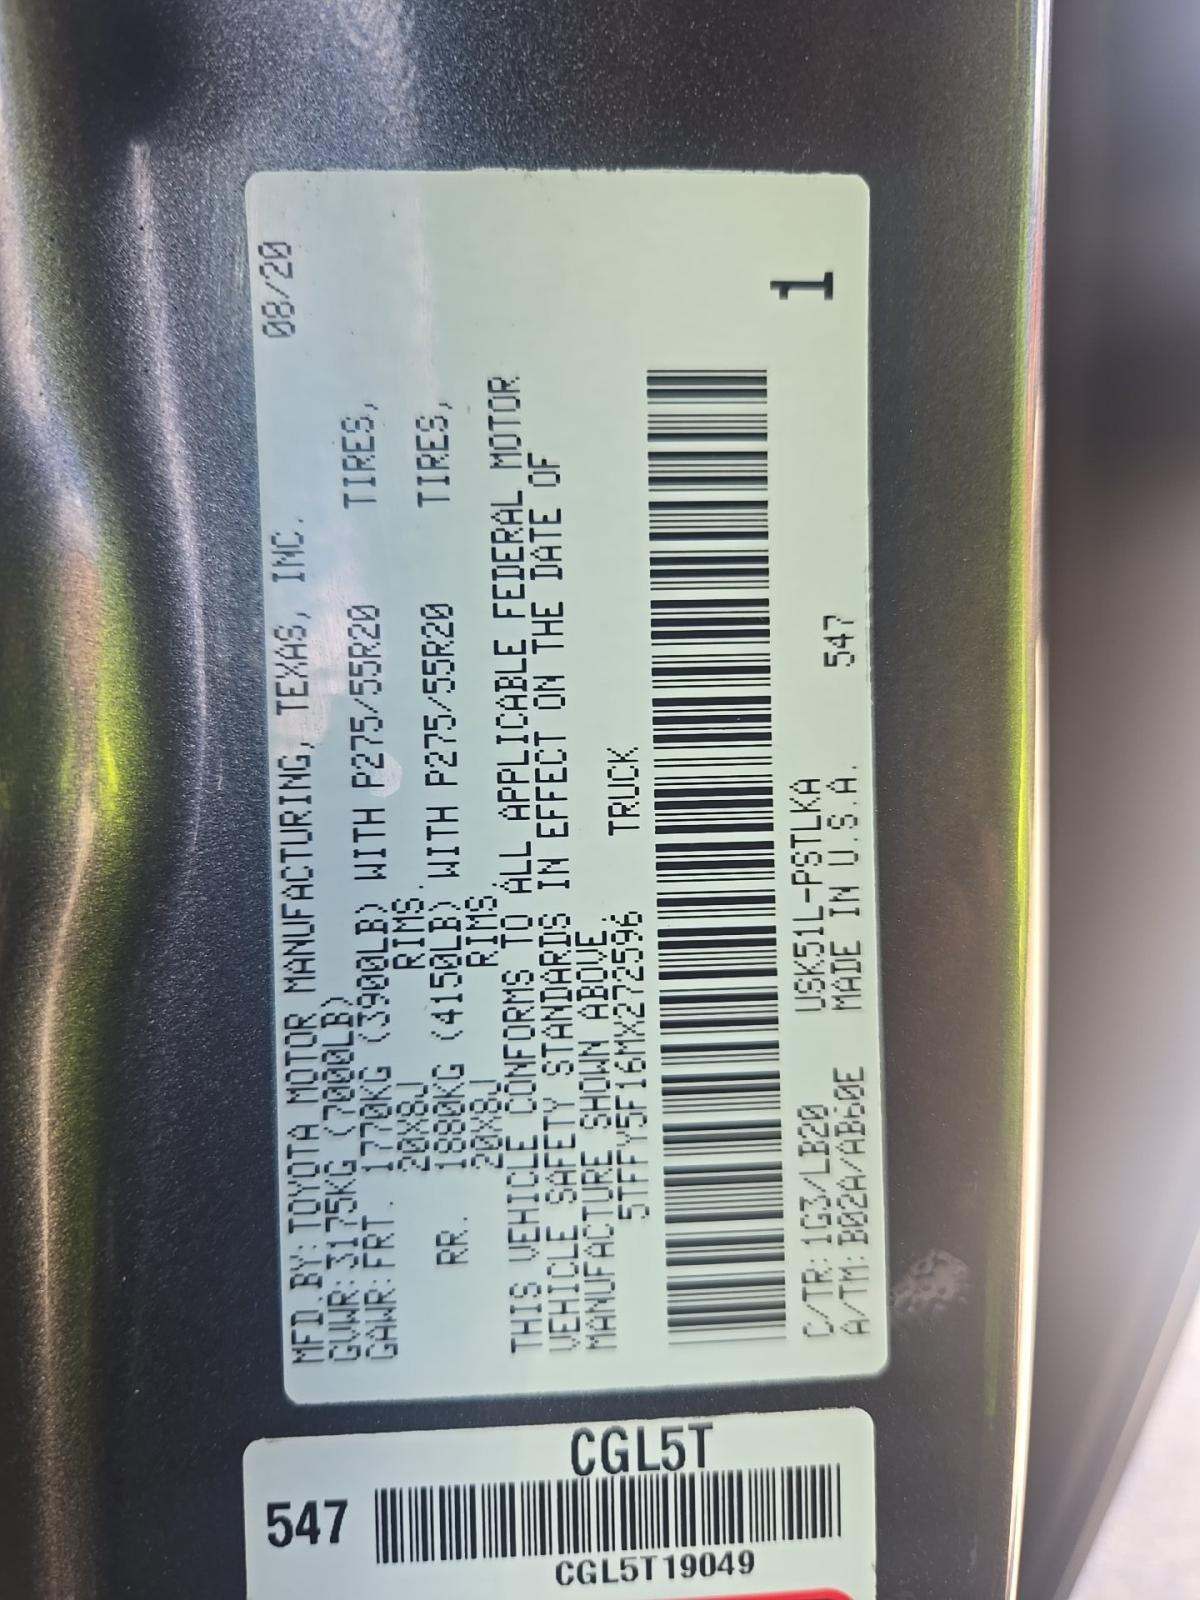 MFD.BY:TOYOTA MOTOR MANUFACTURING, TEXAS, INC. 08/20
GVWR:3175KG (7000LB)
GAWR:FRT. 1770KG (3900LB) WITH P275/55R20 TIRES,
20X8J RIMS.
RR. 1880KG (4150LB) WITH P275/55R20 TIRES,
20X8J RIMS.
THIS VEHICLE CONFORMS TO ALL APPLICABLE FEDERAL MOTOR
VEHICLE SAFETY STANDARDS IN EFFECT ON THE DATE OF
MANUFACTURE SHOWN ABOVE.
5TFFY5F16MX272596 TRUCK
1
C/TR:1G3/LB20 USK51L-PSTLKA
A/TM:B02A/AB60E MADE IN U.S.A. 547
547
CGL5T
CGL5T19049